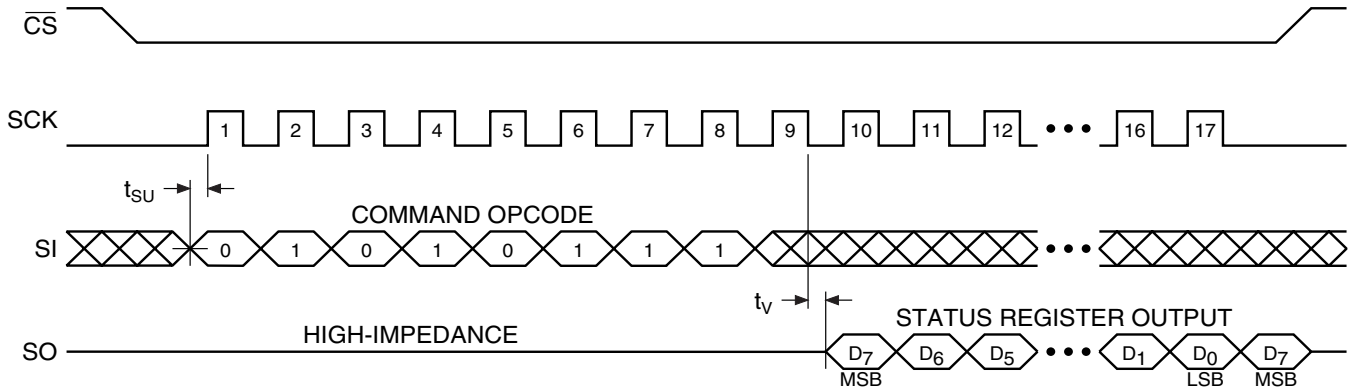 CS
SCK 1 2 3 4 5 6 7 8 9 10 11 12 ••• 16 17
tSU
COMMAND OPCODE
SI 0 1 0 1 0 1 1 1 •••
tV
HIGH-IMPEDANCE
STATUS REGISTER OUTPUT
SO D7 D6 D5 ••• D1 D0 D7
MSB LSB MSB